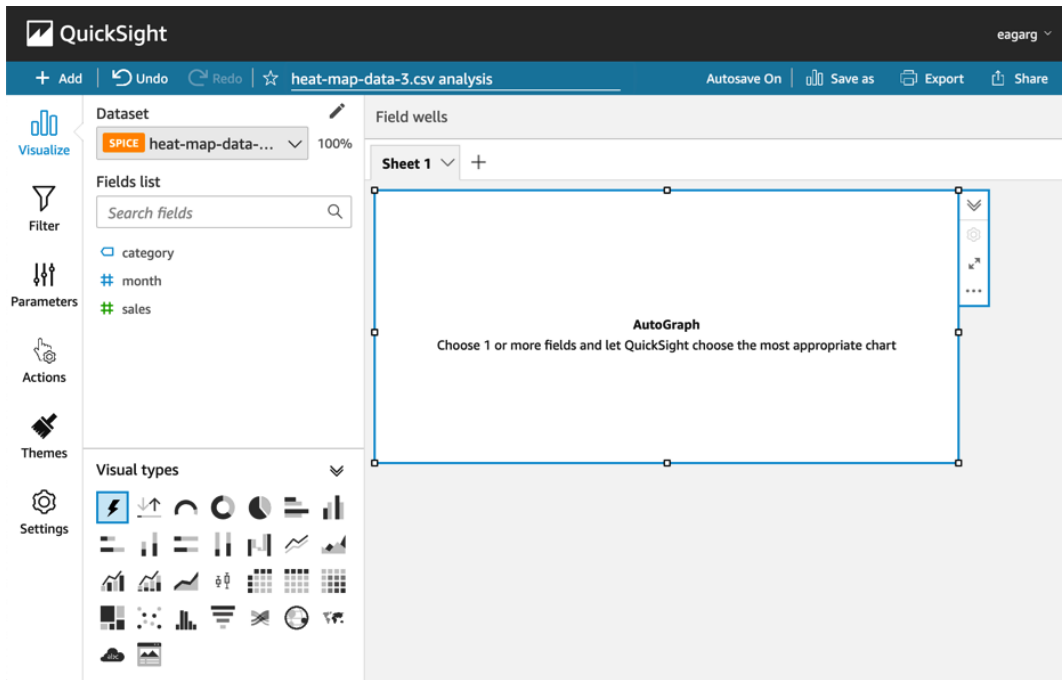 QuickSight
eagarg
+ Add
Undo
Redo
heat-map-data-3.csv analysis
Autosave On
Save as
Export
Share
Visualize
Filter
Parameters
Actions
Themes
Settings
Dataset
SPICE heat-map-data-...
100%
Fields list
Search fields
category
# month
# sales
Visual types
abc
Field wells
Sheet 1
+
AutoGraph
Choose 1 or more fields and let QuickSight choose the most appropriate chart